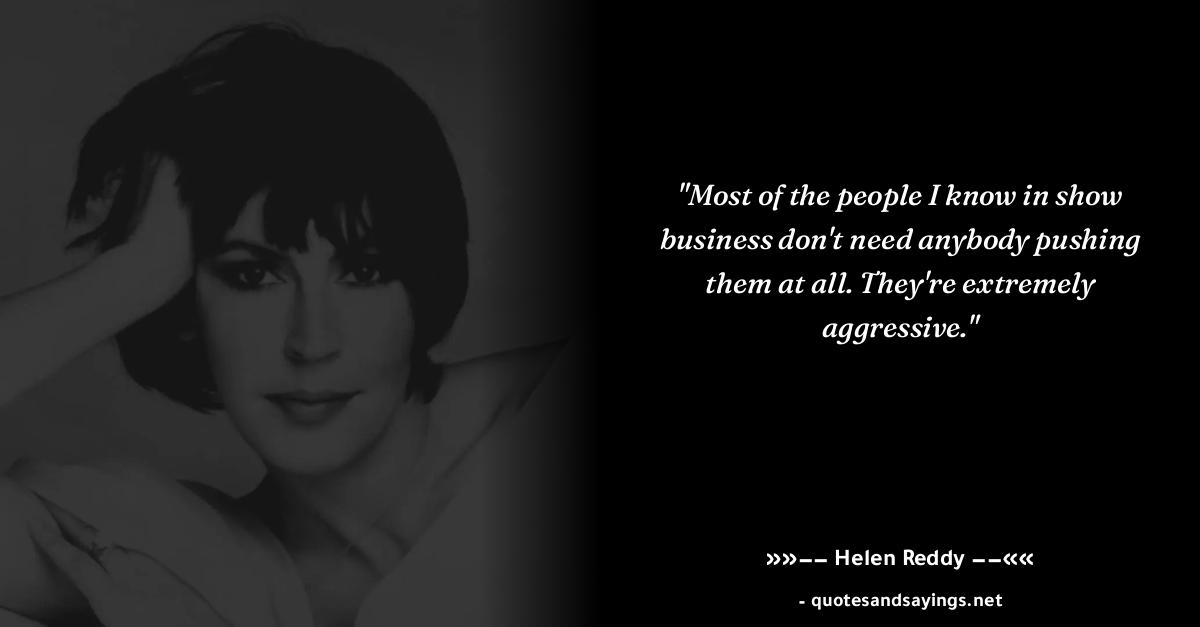 "Most of the people I know in show
business don't need anybody pushing
them at all. They're extremely
aggressive."
»»–– Helen Reddy ––««
- quotesandsayings.net